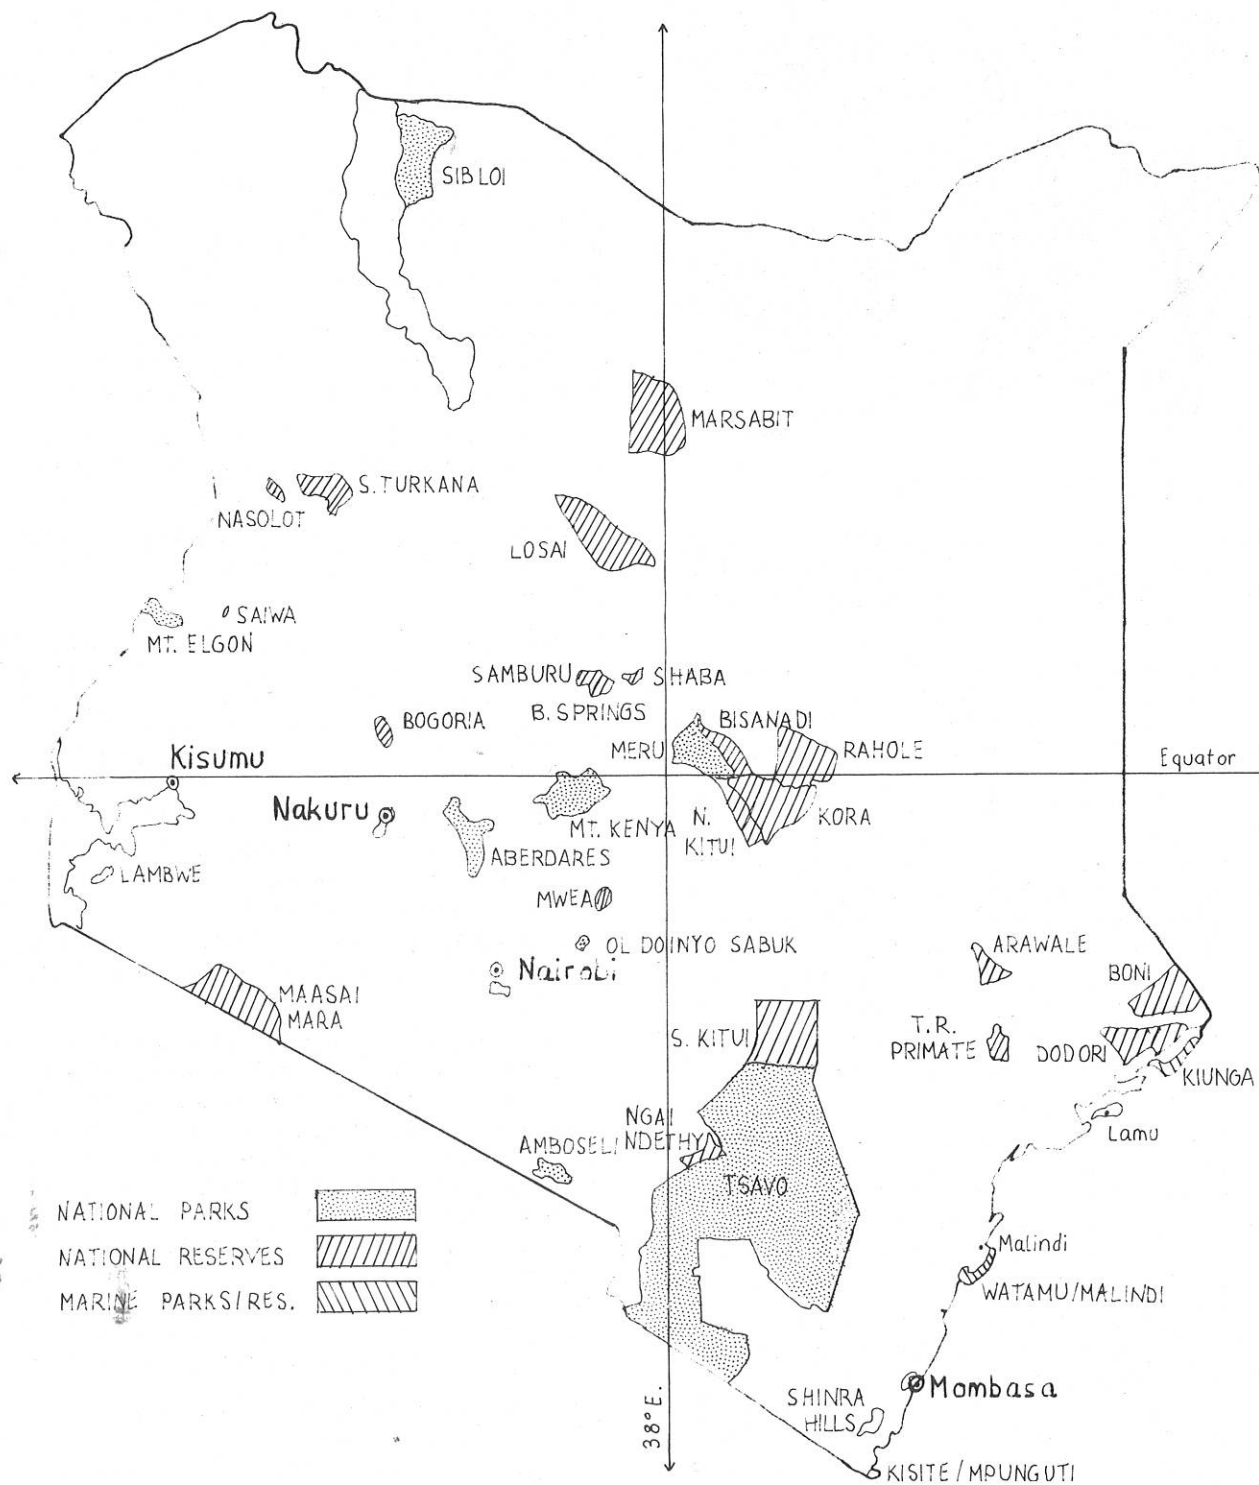 SIBLOI
MARSABIT
S. TURKANA
NASOLOT
LOSAI
SAIWA
MT. ELGON
SAMBURU
SHABA
B. SPRINGS
BOGORIA
BISANADI
MERU
RAHOLE
Kisumu
Equator
Nakuru
MT. KENYA
N.
KITUI
KORA
ABERDARES
LAMBWE
MWEA
OL DOINYO SABUK
Nairobi
ARAWALE
BONI
MAASAI
MARA
S. KITUI
T.R.
PRIMATE
DODORI
KIUNGA
Lamu
NGAI
NDETHYA
AMBOSELI
TSAVO
NATIONAL PARKS
NATIONAL RESERVES
MARINE PARKS/RES.
Malindi
WATAMU/MALINDI
Mombasa
SHINRA
HILLS
38°E.
KISITE/MPUNGUTI